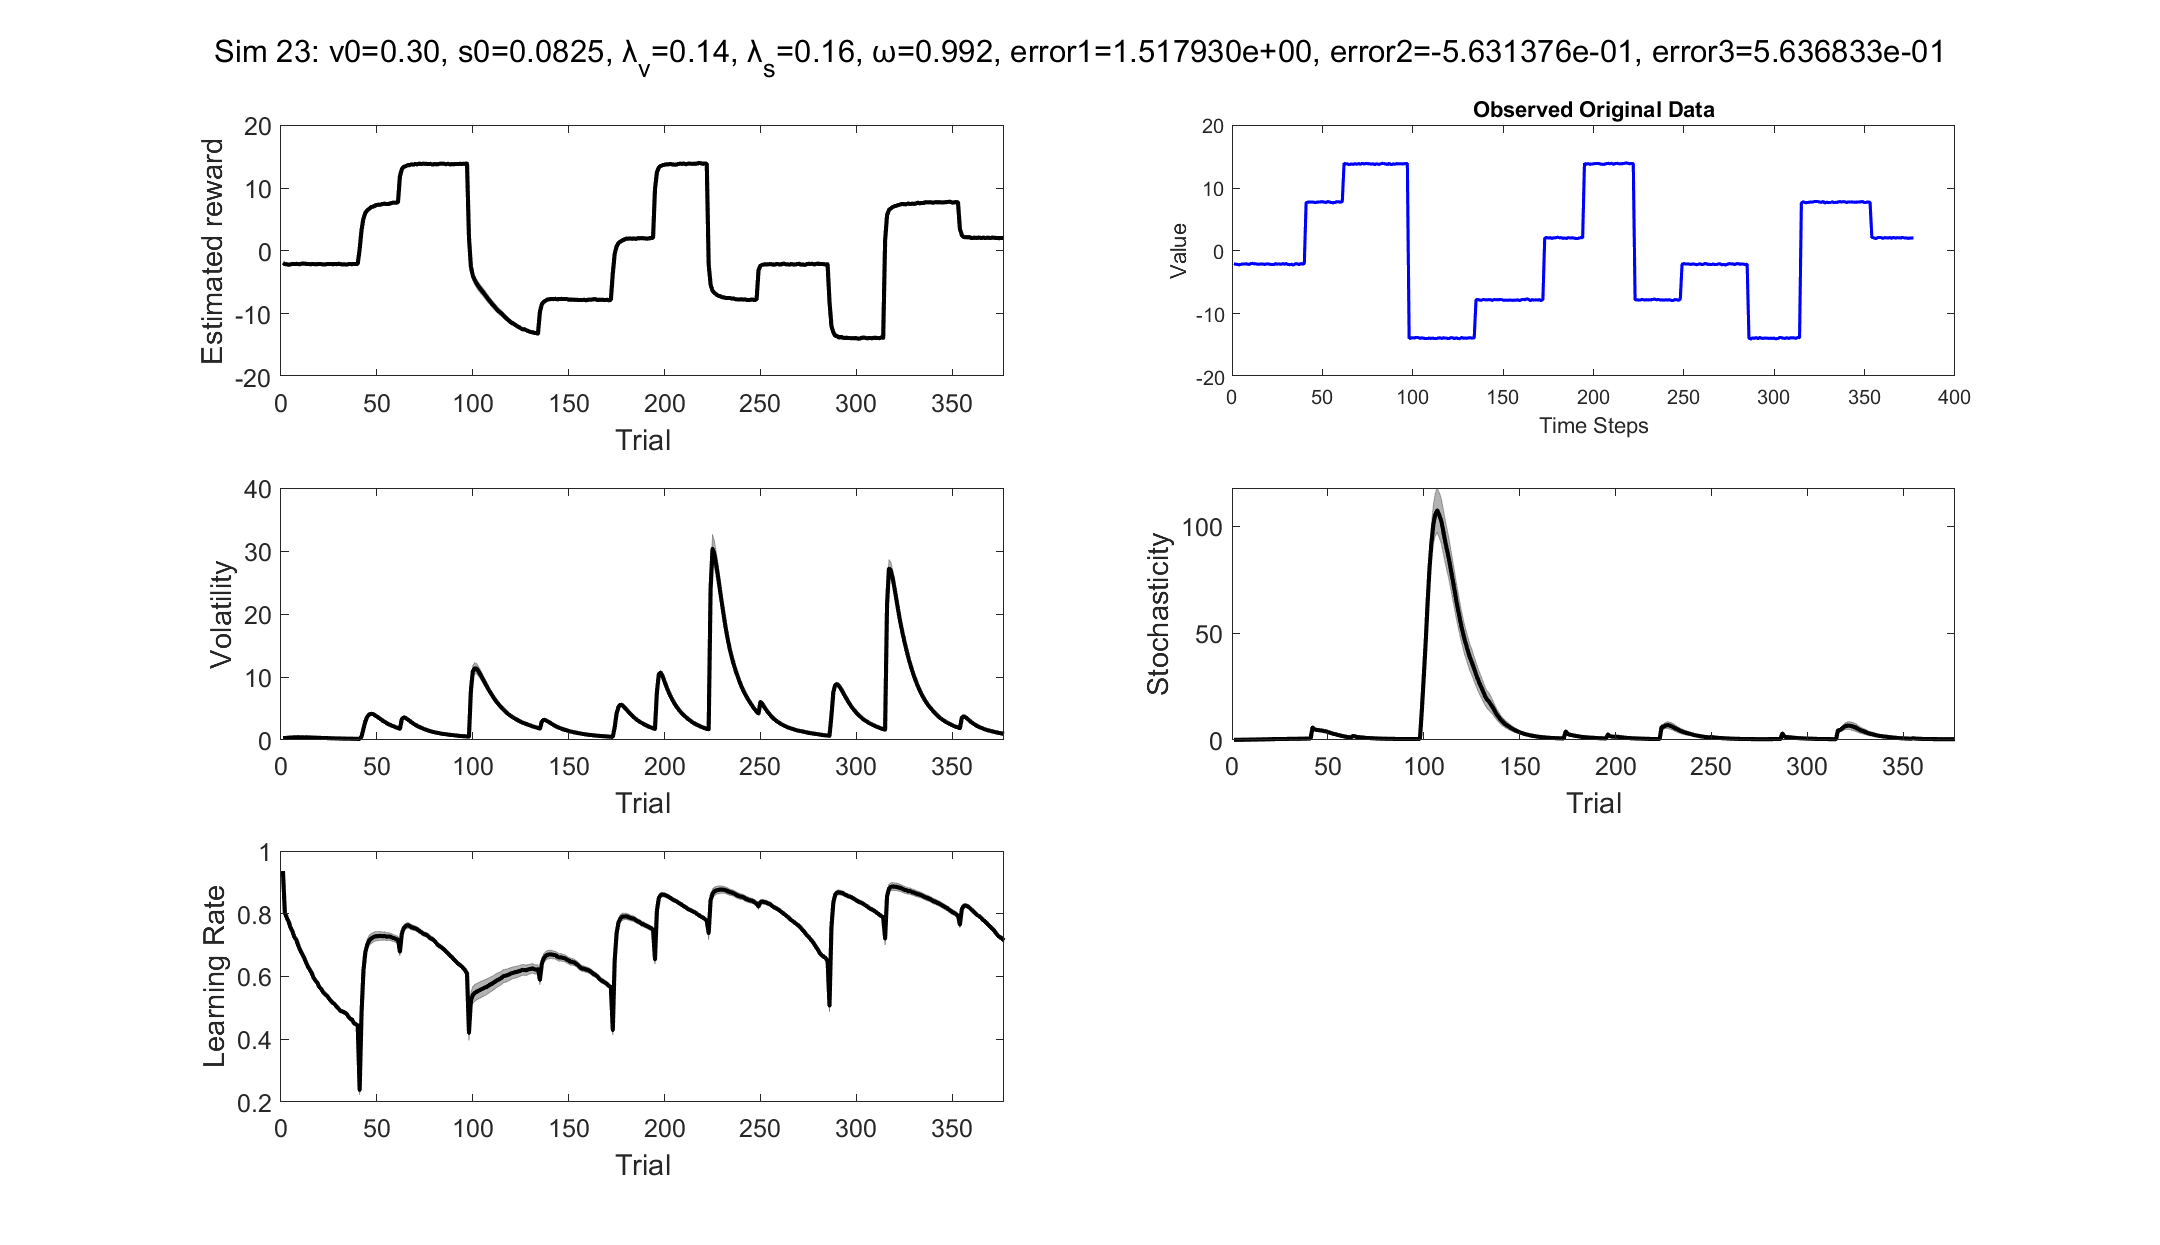 Sim 23: v0=0.30, s0=0.0825, λ_v=0.14, λ_s=0.16, ω=0.992, error1=1.517930e+00, error2=-5.631376e-01, error3=5.636833e-01
Estimated reward
20
10
0
-10
-20
0 50 100 150 200 250 300 350
Trial
Observed Original Data
Value
20
10
0
-10
-20
0 50 100 150 200 250 300 350 400
Time Steps
Volatility
40
30
20
10
0
0 50 100 150 200 250 300 350
Trial
Stochasticity
100
50
0
0 50 100 150 200 250 300 350
Trial
Learning Rate
1
0.8
0.6
0.4
0.2
0 50 100 150 200 250 300 350
Trial